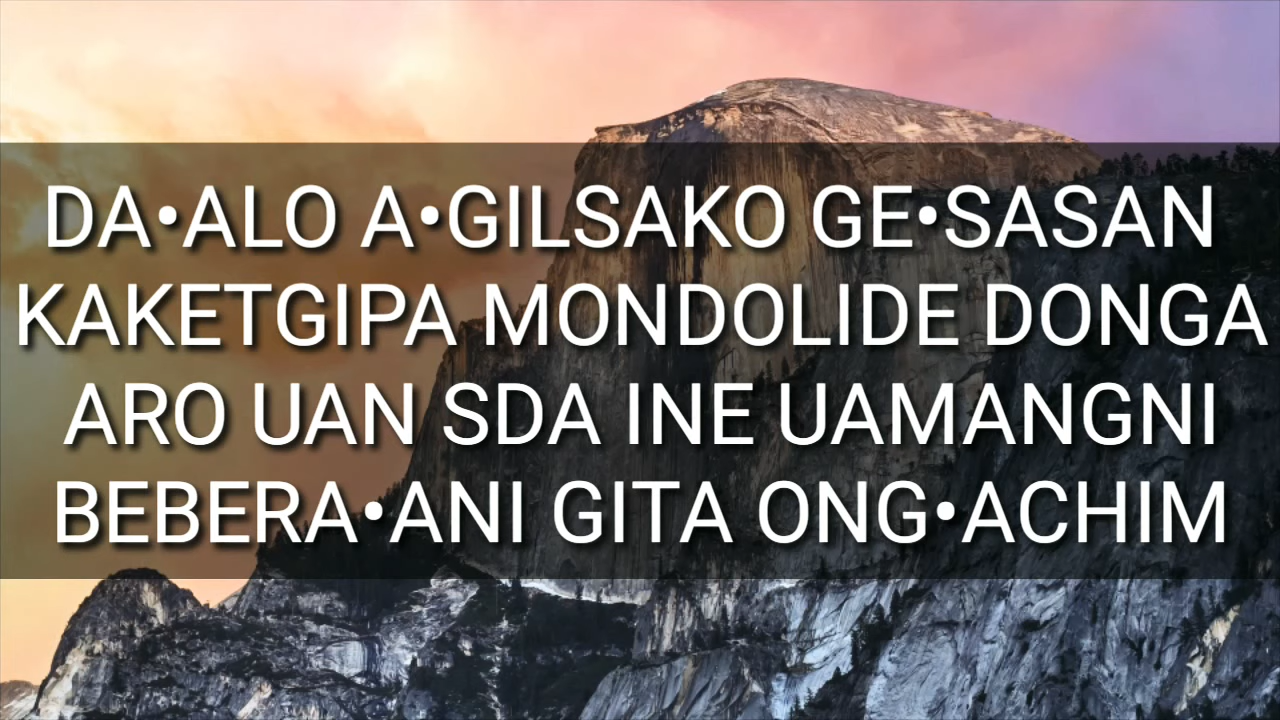 DA•ALO A•GILSAKO GE•SASAN
KAKETGIPA MONDOLIDE DONGA
ARO UAN SDA INE UAMANGNI
BEBERA•ANI GITA ONG•ACHIM